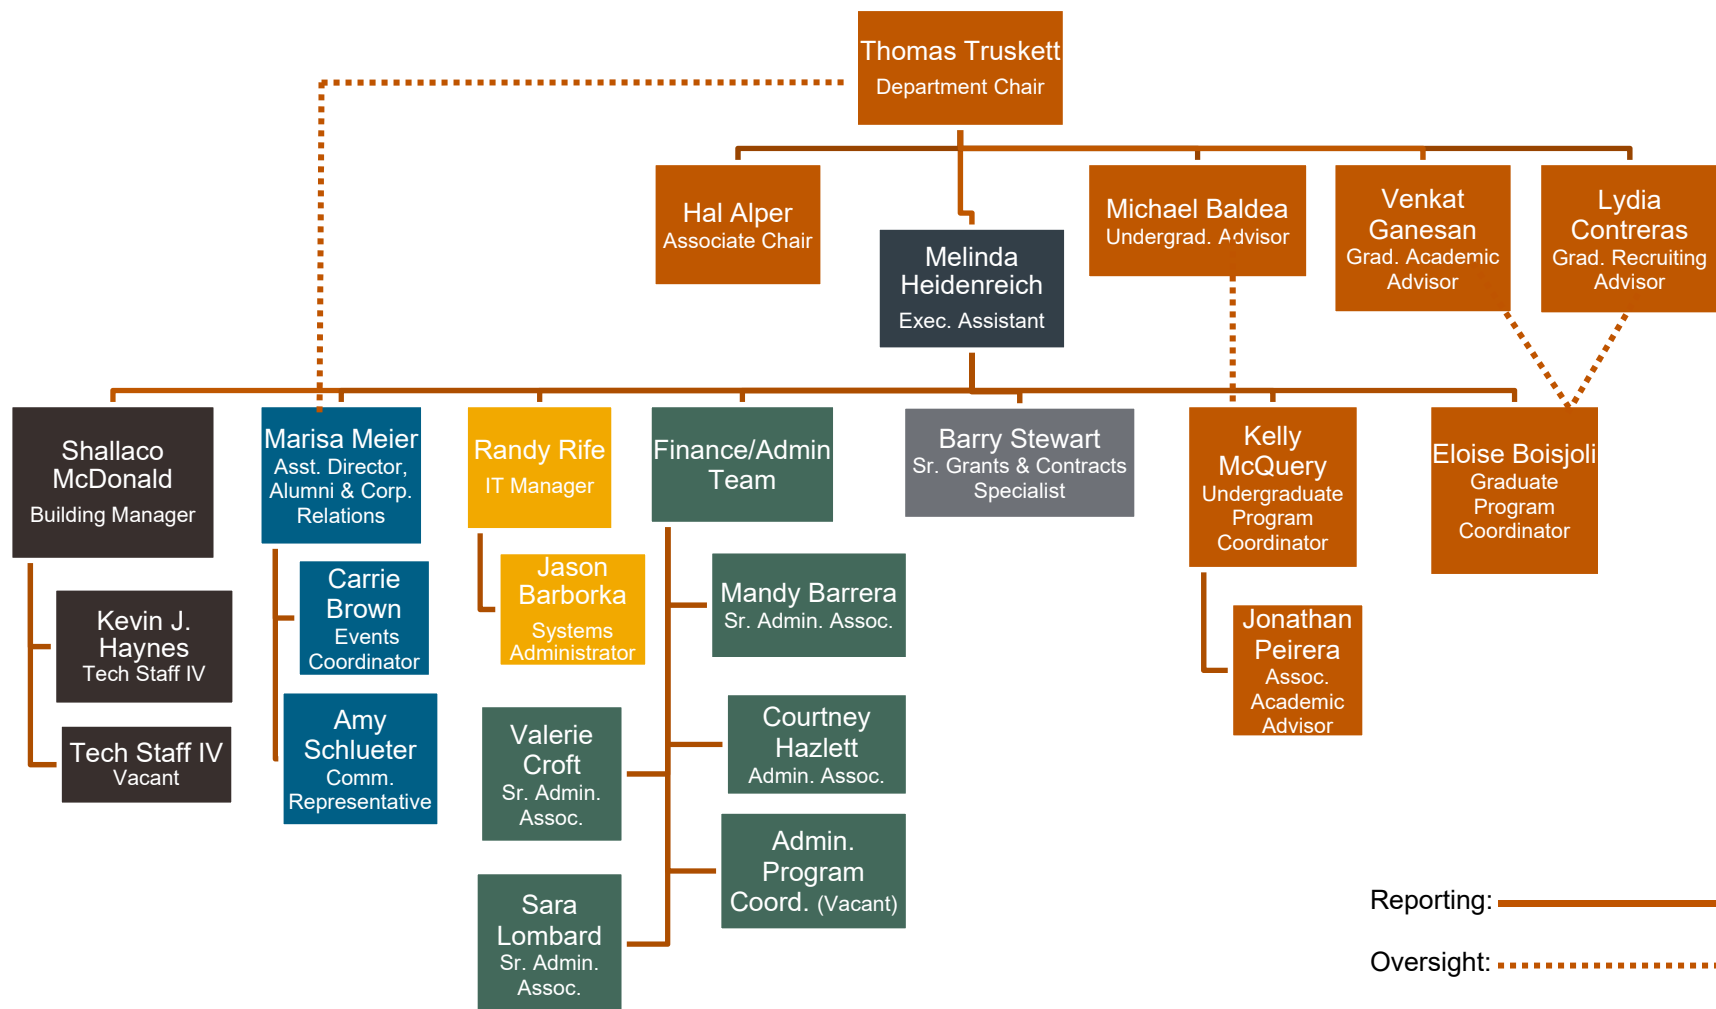 Thomas Truskett
Department Chair
Hal Alper
Associate Chair
Melinda
Heidenreich
Exec. Assistant
Michael Baldea
Undergrad. Advisor
Venkat
Ganesan
Grad. Academic
Advisor
Lydia
Contreras
Grad. Recruiting
Advisor
Shallaco
McDonald
Building Manager
Kevin J.
Haynes
Tech Staff IV
Tech Staff IV
Vacant
Marisa Meier
Asst. Director,
Alumni & Corp.
Relations
Carrie
Brown
Events
Coordinator
Amy
Schlueter
Comm.
Representative
Randy Rife
IT Manager
Jason
Barborka
Systems
Administrator
Finance/Admin
Team
Mandy Barrera
Sr. Admin. Assoc.
Valerie
Croft
Sr. Admin.
Assoc.
Courtney
Hazlett
Admin. Assoc.
Sara
Lombard
Sr. Admin.
Assoc.
Admin.
Program
Coord. (Vacant)
Barry Stewart
Sr. Grants & Contracts
Specialist
Kelly
McQuery
Undergraduate
Program
Coordinator
Jonathan
Peirera
Assoc.
Academic
Advisor
Eloise Boisjoli
Graduate
Program
Coordinator
Reporting:
Oversight: